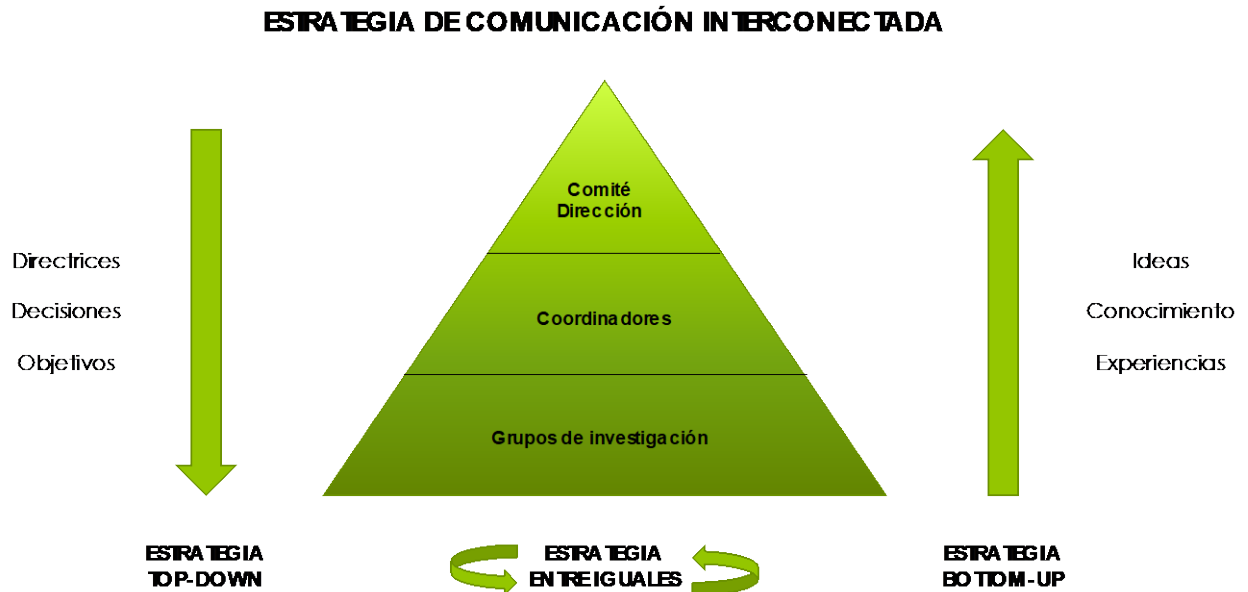 ESTRATEGIA DE COMUNICACIÓN INTERCONECTADA
Comité
Dirección
Directrices
Decisiones
Objetivos
Coordinadores
Ideas
Conocimiento
Experiencias
Grupos de investigación
ESTRATEGIA
TOP-DOWN
ESTRATEGIA
ENTRE IGUALES
ESTRATEGIA
BOTTOM-UP